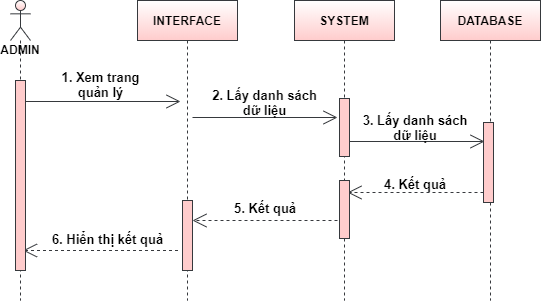 INTERFACE
SYSTEM
DATABASE
ADMIN
1. Xem trang
quản lý
2. Lấy danh sách
dữ liệu
3. Lấy danh sách
dữ liệu
4. Kết quả
5. Kết quả
6. Hiển thị kết quả